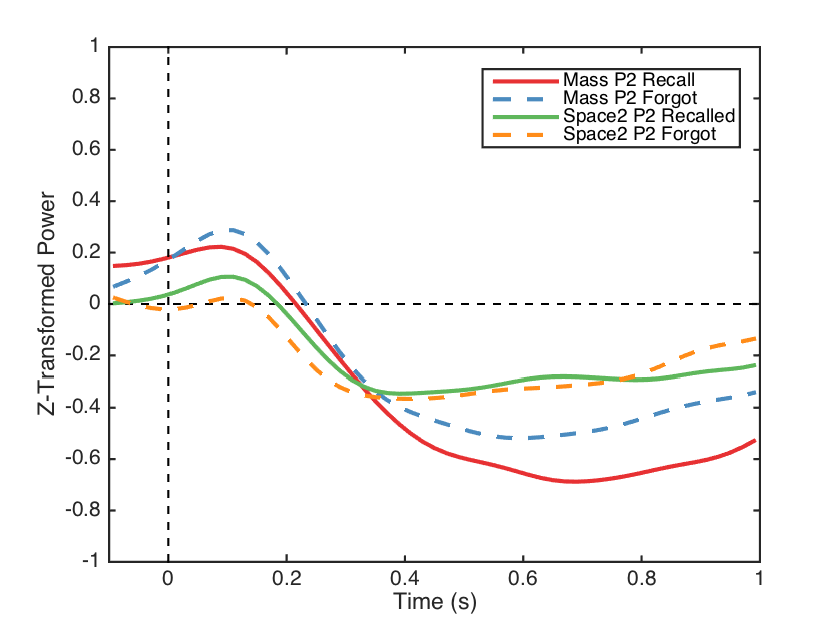 1
0.8
0.6
0.4
0.2
0
-0.2
-0.4
-0.6
-0.8
-1
Z-Transformed Power
Mass P2 Recall
Mass P2 Forgot
Space2 P2 Recalled
Space2 P2 Forgot
0 0.2 0.4 0.6 0.8 1
Time (s)